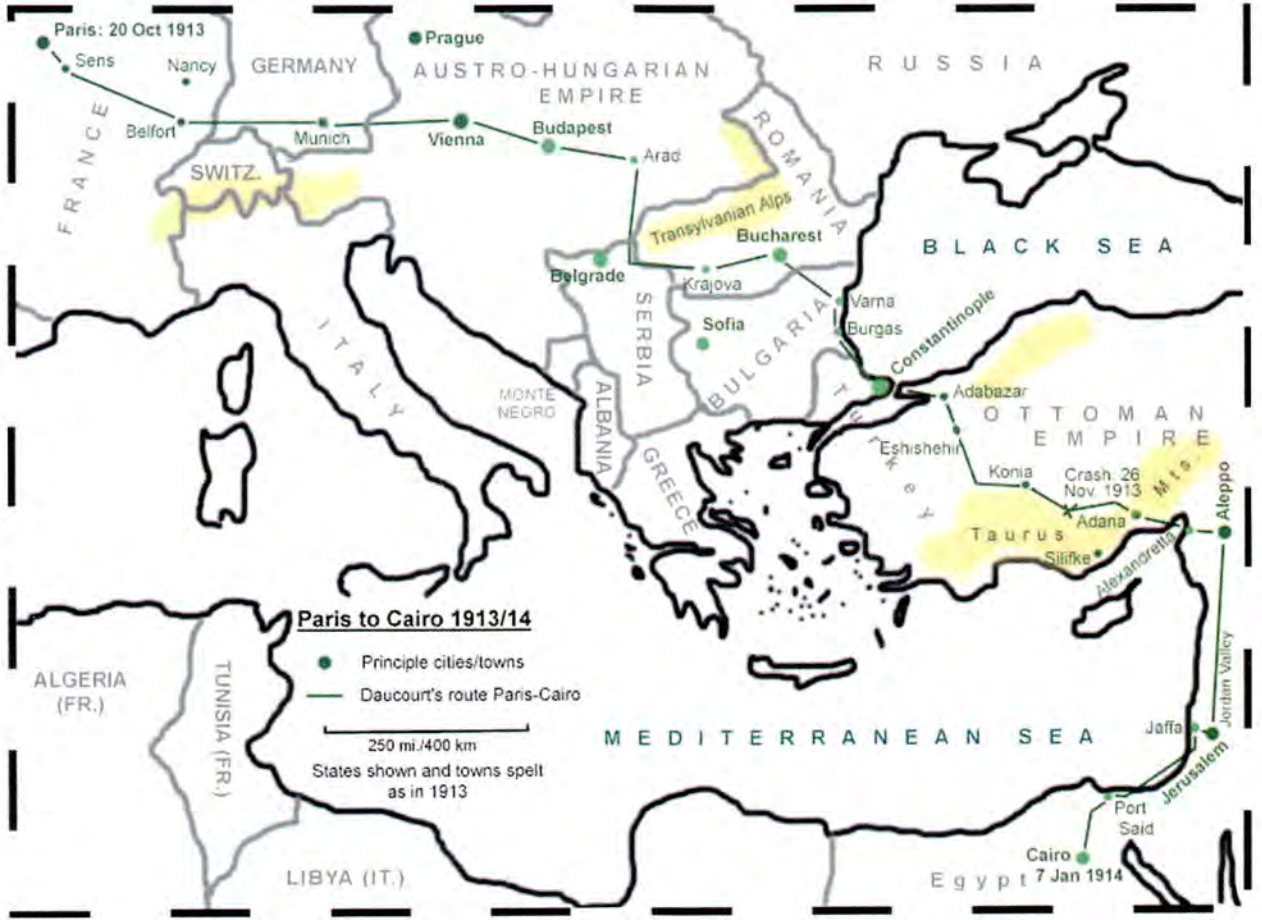 Paris: 20 Oct 1913
Sens
Nancy
GERMANY
Prague
AUSTRO-HUNGARIAN
EMPIRE
RUSSIA
FRANCE
Belfort
Munich
Vienna
Budapest
Arad
ROMANIA
SWITZ.
Transylvanian Alps
Bucharest
BLACK SEA
Belgrade
Krajova
Varna
Burgas
Constantinople
ITALY
SERBIA
Sofia
BULGARIA
MONTE
NEGRO
ALBANIA
GREECE
Turkey
Adabazar
OTTOMAN
EMPIRE
Eshishehir
Konia
Crash: 26
Nov. 1913
Adana
Taurus
Mts.
Silifke
Alexandretta
Aleppo
Paris to Cairo 1913/14
Principle cities/towns
Daucourt's route Paris-Cairo
250 mi./400 km
States shown and towns spelt
as in 1913
ALGERIA
(FR.)
TUNISIA (FR.)
MEDITERRANEAN SEA
Jordan Valley
Jaffa
Jerusalem
Port
Said
Cairo
7 Jan 1914
Egypt
LIBYA (IT.)